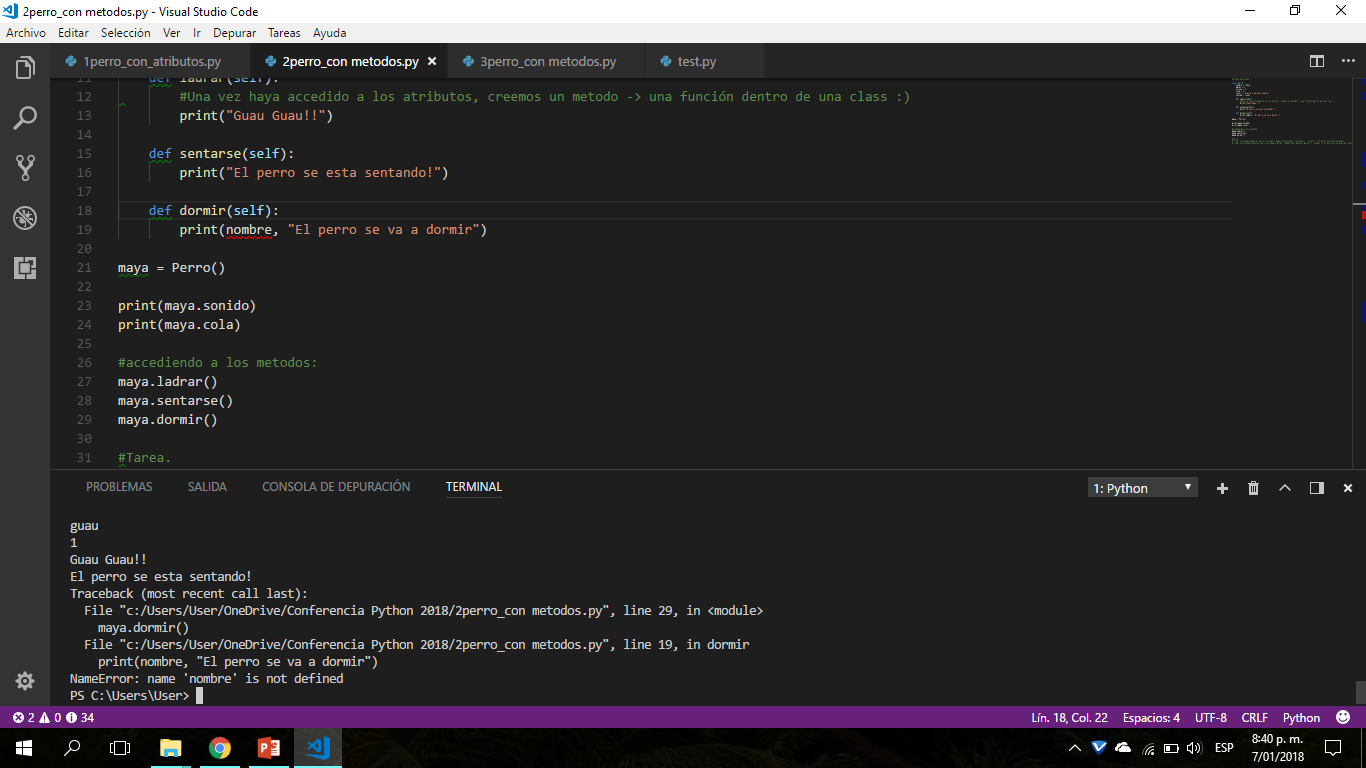 2perro_con metodos.py - Visual Studio Code
Archivo Editar Selección Ver Ir Depurar Tareas Ayuda
1perro_con_atributos.py 2perro_con metodos.py 3perro_con metodos.py test.py
11 def ladrar(self):
12 #Una vez haya accedido a los atributos, creemos un metodo -> una función dentro de una class :)
13 print("Guau Guau!!")
14
15 def sentarse(self):
16 print("El perro se esta sentando!")
17
18 def dormir(self):
19 print(nombre, "El perro se va a dormir")
20
21 maya = Perro()
22
23 print(maya.sonido)
24 print(maya.cola)
25
26 #accediendo a los metodos:
27 maya.ladrar()
28 maya.sentarse()
29 maya.dormir()
30
31 #Tarea.
PROBLEMAS SALIDA CONSOLA DE DEPURACIÓN TERMINAL 1: Python
guau
1
Guau Guau!!
El perro se esta sentando!
Traceback (most recent call last):
File "c:/Users/User/OneDrive/Conferencia Python 2018/2perro_con metodos.py", line 29, in <module>
maya.dormir()
File "c:/Users/User/OneDrive/Conferencia Python 2018/2perro_con metodos.py", line 19, in dormir
print(nombre, "El perro se va a dormir")
NameError: name 'nombre' is not defined
PS C:\Users\User>
2 0 34 Lín. 18, Col. 22 Espacios: 4 UTF-8 CRLF Python
ESP 8:40 p. m.
7/01/2018